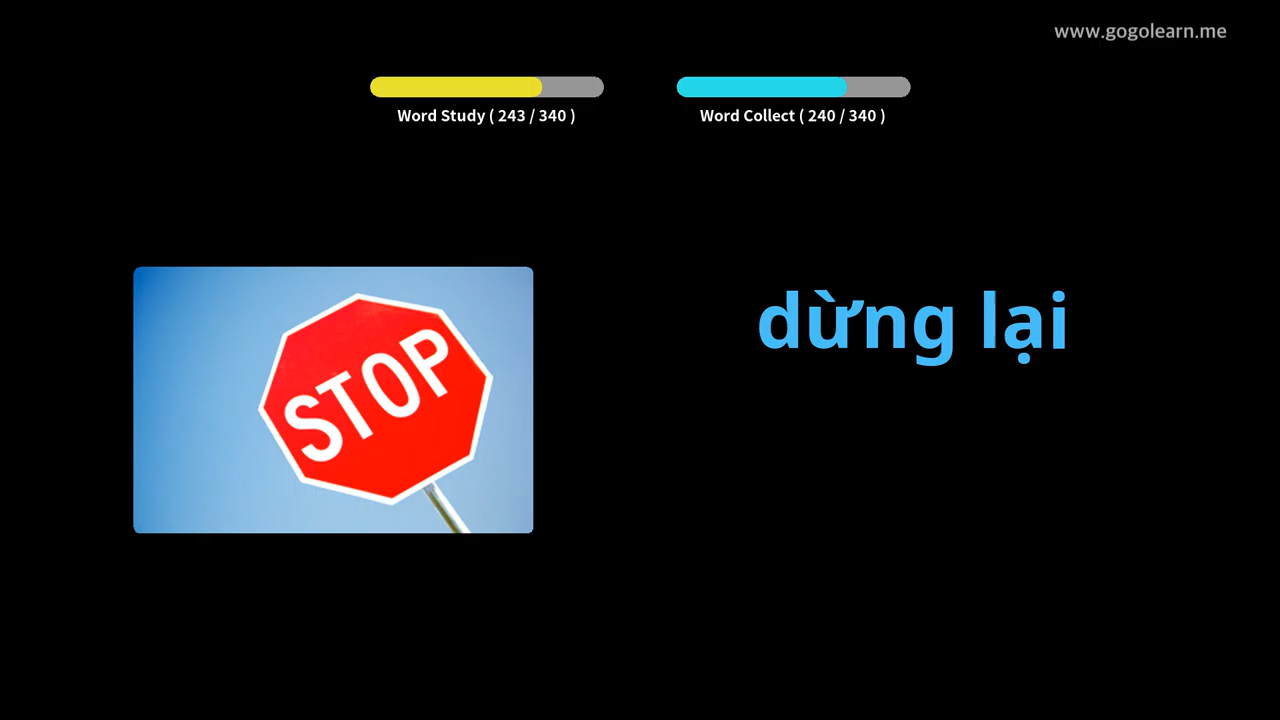 www.gogolearn.me
Word Study ( 243 / 340 )
Word Collect ( 240 / 340 )
STOP
dừng lại